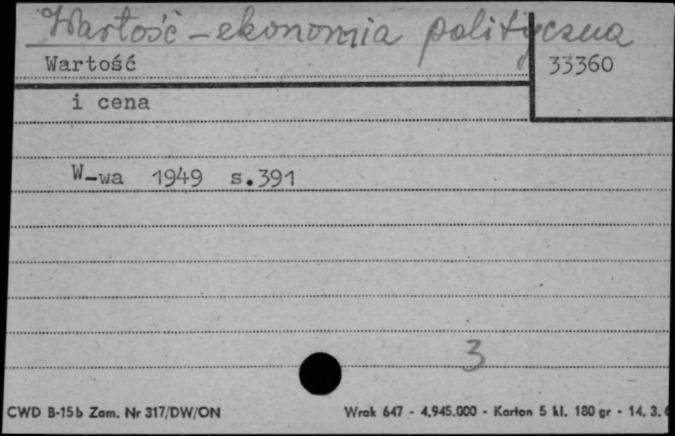 Wartość - ekonomia polityczna
Wartość
33360
i cena
W-wa 1949 s.391
3
CWD B-15b Zam. Nr 317/DW/ON
Wrak 647 - 4.945.000 - Karton 5 kl. 180 gr - 14. 3.